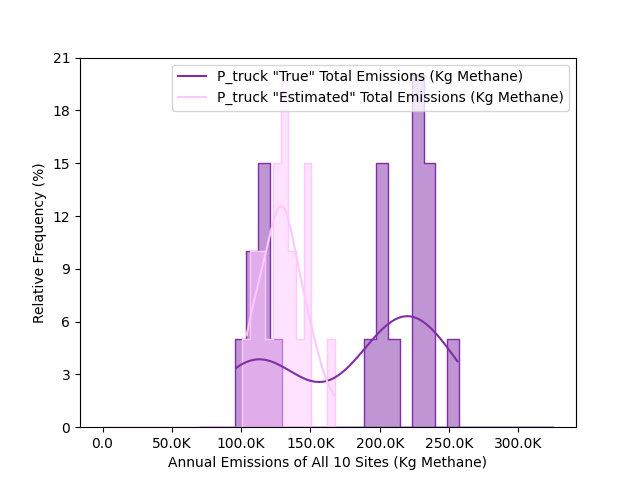 P_truck "True" Total Emissions (Kg Methane)
P_truck "Estimated" Total Emissions (Kg Methane)
Relative Frequency (%)
21
18
15
12
9
6
3
0
0.0 50.0K 100.0K 150.0K 200.0K 250.0K 300.0K
Annual Emissions of All 10 Sites (Kg Methane)